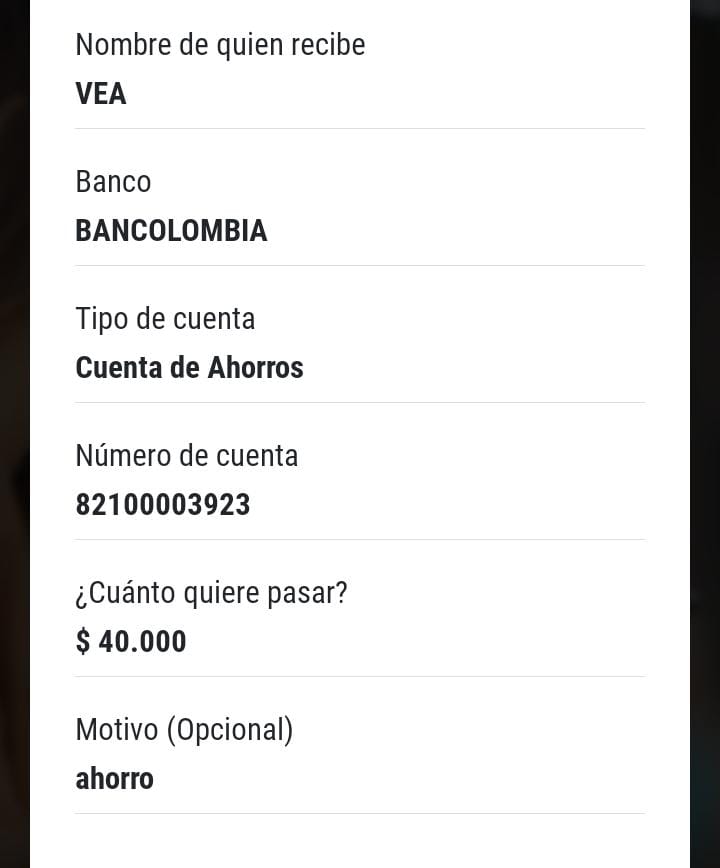 Nombre de quien recibe
VEA
Banco
BANCOLOMBIA
Tipo de cuenta
Cuenta de Ahorros
Número de cuenta
82100003923
¿Cuánto quiere pasar?
$ 40.000
Motivo (Opcional)
ahorro